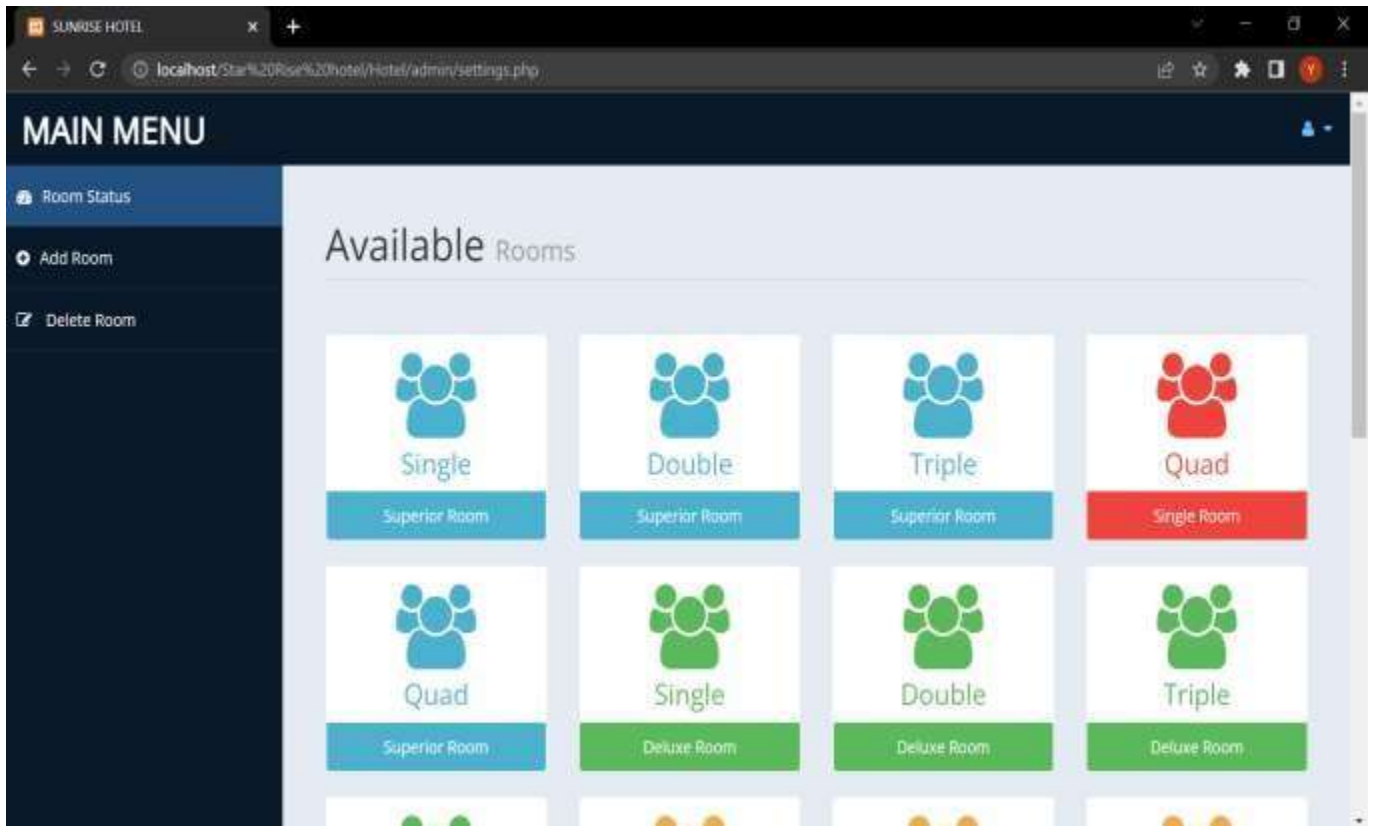 SUNRISE HOTEL
localhost/Star%20Rise%20hotel/Hotel/admin/settings.php
Y
MAIN MENU
Room Status
Add Room
Delete Room
Available Rooms
Single
Double
Triple
Quad
Superior Room
Superior Room
Superior Room
Single Room
Quad
Single
Double
Triple
Superior Room
Deluxe Room
Deluxe Room
Deluxe Room